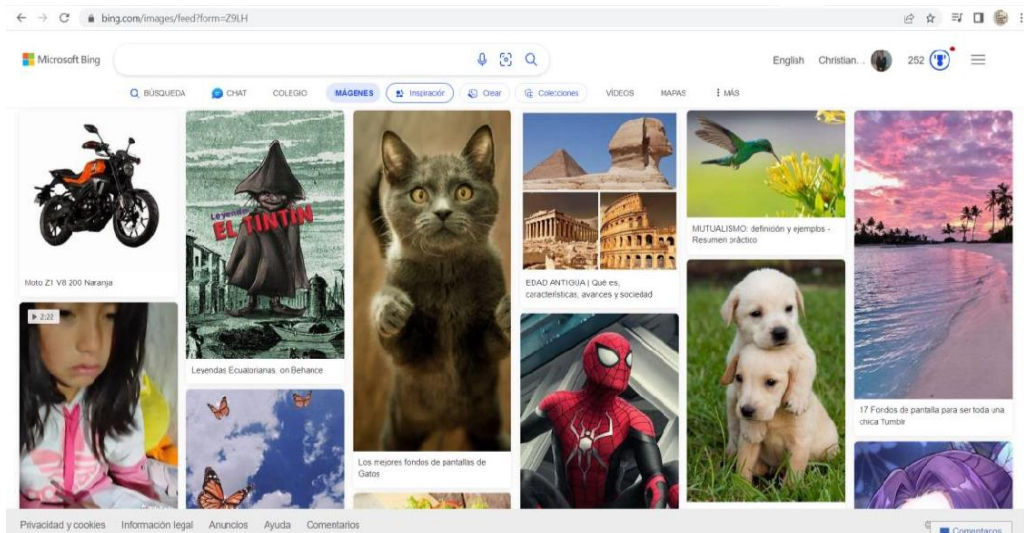 bing.com/images/feed?form=Z9LH
Microsoft Bing
English Christian. . 252
BÚSQUEDA CHAT COLEGIO MÁGENES Inspiración Crear Colecciones VÍDEOS MAPAS MÁS
Moto Z1 V8 200 Naranja
2:22
Leyenda
EL TINTIN
Leyendas Ecuatorianas. on Behance
Los mejores fondos de pantallas de
Gatos
EDAD ANTIGUA | Qué es,
características, avances y sociedad
MUTUALISMO: definición y ejemplos -
Resumen práctico
17 Fondos de pantalla para ser toda una
chica Tumblr
Privacidad y cookies Información legal Anuncios Ayuda Comentarios
Comentarios